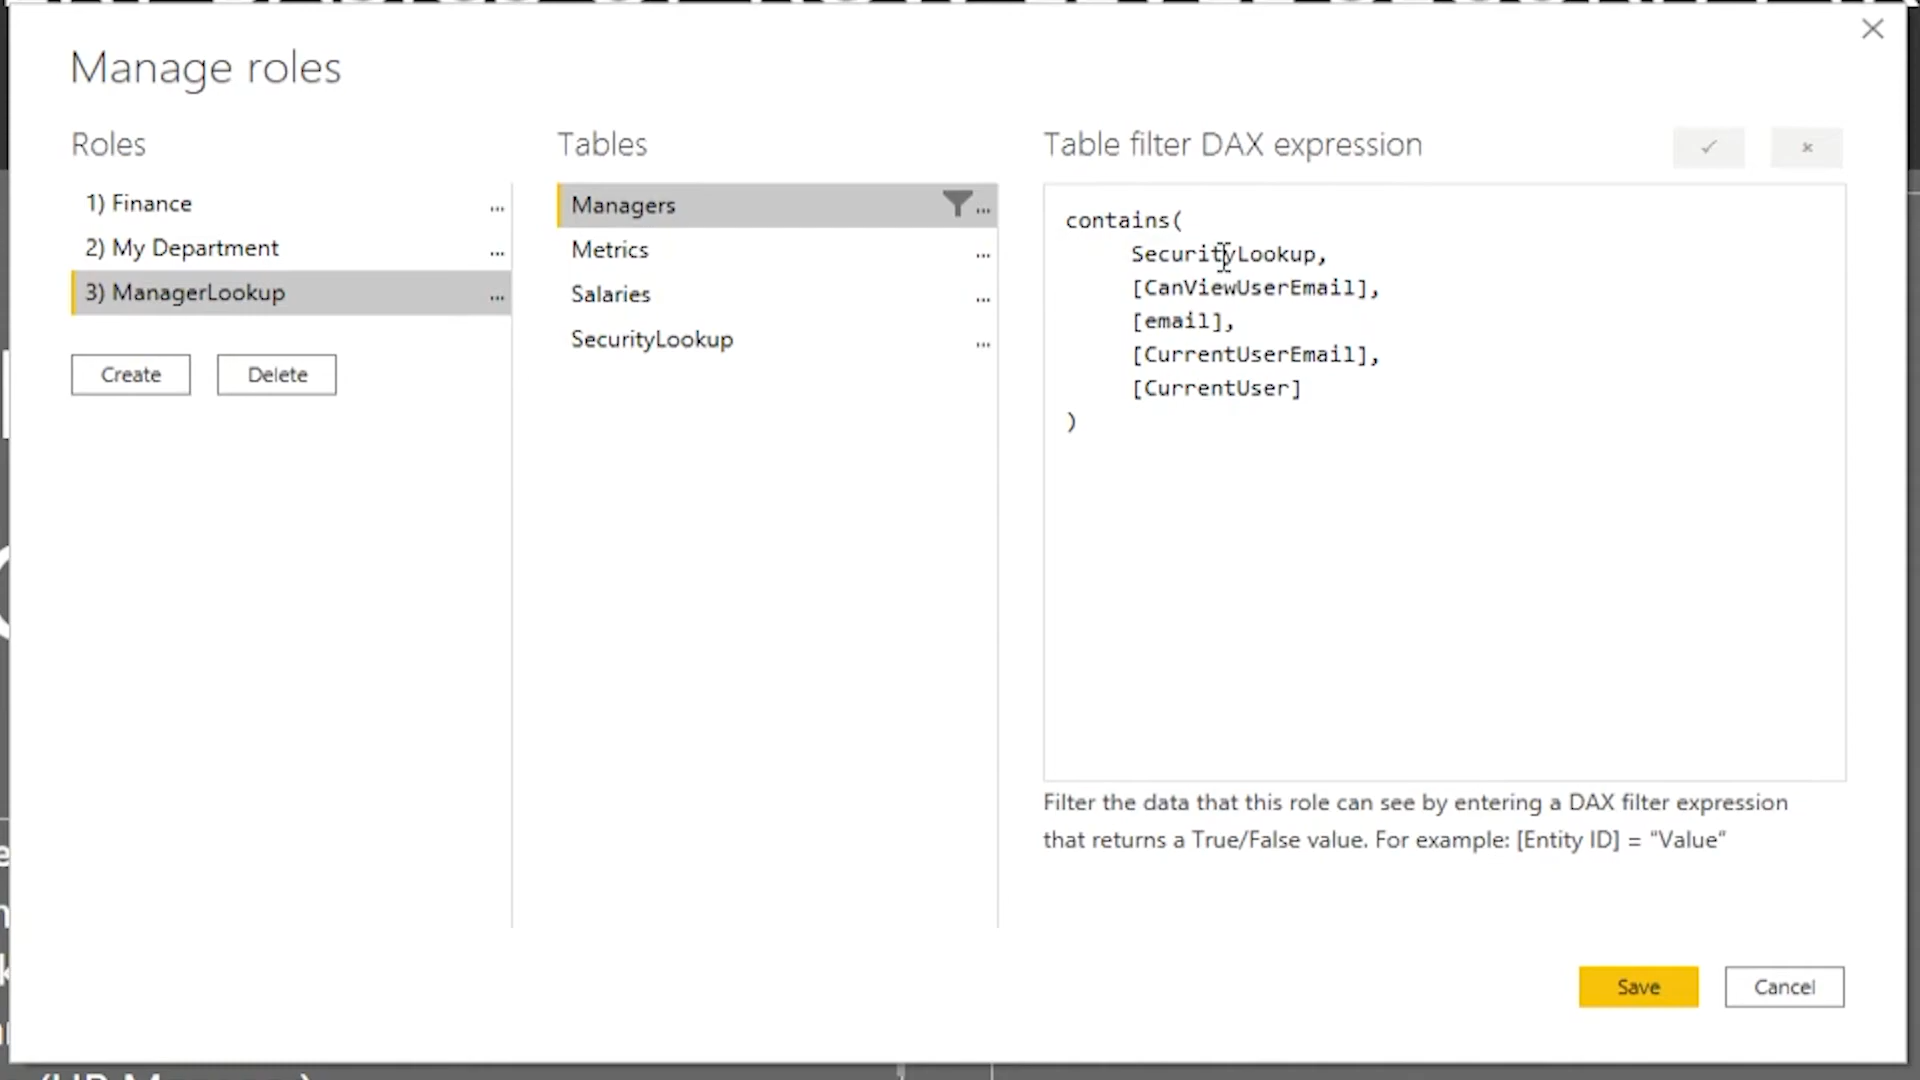 Manage roles
Roles
Tables
Table filter DAX expression
1) Finance
...
2) My Department
...
3) ManagerLookup
...
Create
Delete
Managers
...
Metrics
...
Salaries
...
SecurityLookup
...
contains(
SecurityLookup,
[CanViewUserEmail],
[email],
[CurrentUserEmail],
[CurrentUser]
)
Filter the data that this role can see by entering a DAX filter expression
that returns a True/False value. For example: [Entity ID] = "Value"
Save
Cancel